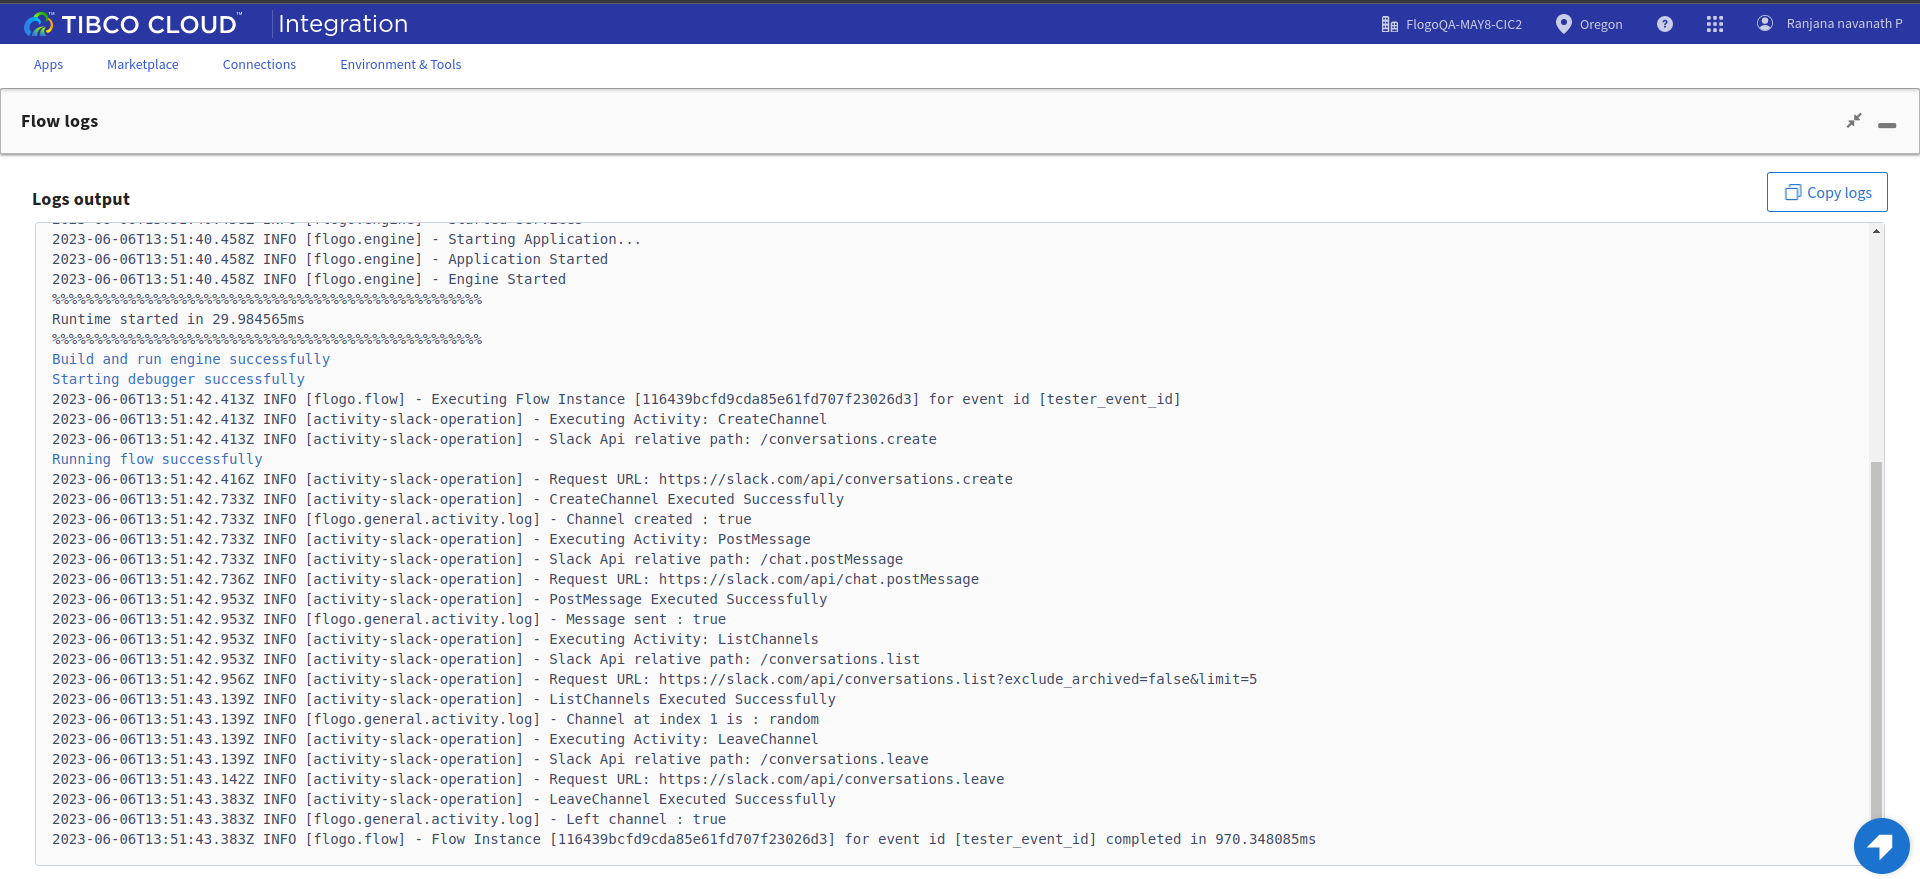 TIBCO CLOUD™ Integration
FlogoQA-MAY8-CIC2 Oregon ? Ranjana navanath P
Apps Marketplace Connections Environment & Tools
Flow logs
Logs output
Copy logs
2023-06-06T13:51:40.458Z INFO [flogo.engine] - Started Services
2023-06-06T13:51:40.458Z INFO [flogo.engine] - Starting Application...
2023-06-06T13:51:40.458Z INFO [flogo.engine] - Application Started
2023-06-06T13:51:40.458Z INFO [flogo.engine] - Engine Started
%%%%%%%%%%%%%%%%%%%%%%%%%%%%%%%%%%%%%%%%%%%%%%%%%%%
Runtime started in 29.984565ms
%%%%%%%%%%%%%%%%%%%%%%%%%%%%%%%%%%%%%%%%%%%%%%%%%%%
Build and run engine successfully
Starting debugger successfully
2023-06-06T13:51:42.413Z INFO [flogo.flow] - Executing Flow Instance [116439bcfd9cda85e61fd707f23026d3] for event id [tester_event_id]
2023-06-06T13:51:42.413Z INFO [activity-slack-operation] - Executing Activity: CreateChannel
2023-06-06T13:51:42.413Z INFO [activity-slack-operation] - Slack Api relative path: /conversations.create
Running flow successfully
2023-06-06T13:51:42.416Z INFO [activity-slack-operation] - Request URL: https://slack.com/api/conversations.create
2023-06-06T13:51:42.733Z INFO [activity-slack-operation] - CreateChannel Executed Successfully
2023-06-06T13:51:42.733Z INFO [flogo.general.activity.log] - Channel created : true
2023-06-06T13:51:42.733Z INFO [activity-slack-operation] - Executing Activity: PostMessage
2023-06-06T13:51:42.733Z INFO [activity-slack-operation] - Slack Api relative path: /chat.postMessage
2023-06-06T13:51:42.736Z INFO [activity-slack-operation] - Request URL: https://slack.com/api/chat.postMessage
2023-06-06T13:51:42.953Z INFO [activity-slack-operation] - PostMessage Executed Successfully
2023-06-06T13:51:42.953Z INFO [flogo.general.activity.log] - Message sent : true
2023-06-06T13:51:42.953Z INFO [activity-slack-operation] - Executing Activity: ListChannels
2023-06-06T13:51:42.953Z INFO [activity-slack-operation] - Slack Api relative path: /conversations.list
2023-06-06T13:51:42.956Z INFO [activity-slack-operation] - Request URL: https://slack.com/api/conversations.list?exclude_archived=false&limit=5
2023-06-06T13:51:43.139Z INFO [activity-slack-operation] - ListChannels Executed Successfully
2023-06-06T13:51:43.139Z INFO [flogo.general.activity.log] - Channel at index 1 is : random
2023-06-06T13:51:43.139Z INFO [activity-slack-operation] - Executing Activity: LeaveChannel
2023-06-06T13:51:43.139Z INFO [activity-slack-operation] - Slack Api relative path: /conversations.leave
2023-06-06T13:51:43.142Z INFO [activity-slack-operation] - Request URL: https://slack.com/api/conversations.leave
2023-06-06T13:51:43.383Z INFO [activity-slack-operation] - LeaveChannel Executed Successfully
2023-06-06T13:51:43.383Z INFO [flogo.general.activity.log] - Left channel : true
2023-06-06T13:51:43.383Z INFO [flogo.flow] - Flow Instance [116439bcfd9cda85e61fd707f23026d3] for event id [tester_event_id] completed in 970.348085ms